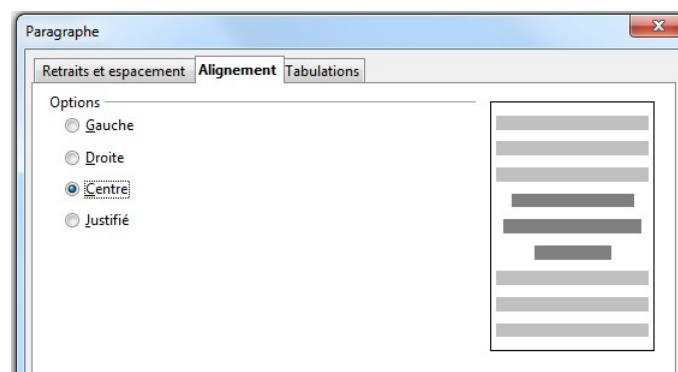 Paragraphe
Retraits et espacement Alignement Tabulations
Options
Gauche
Droite
Centre
Justifié